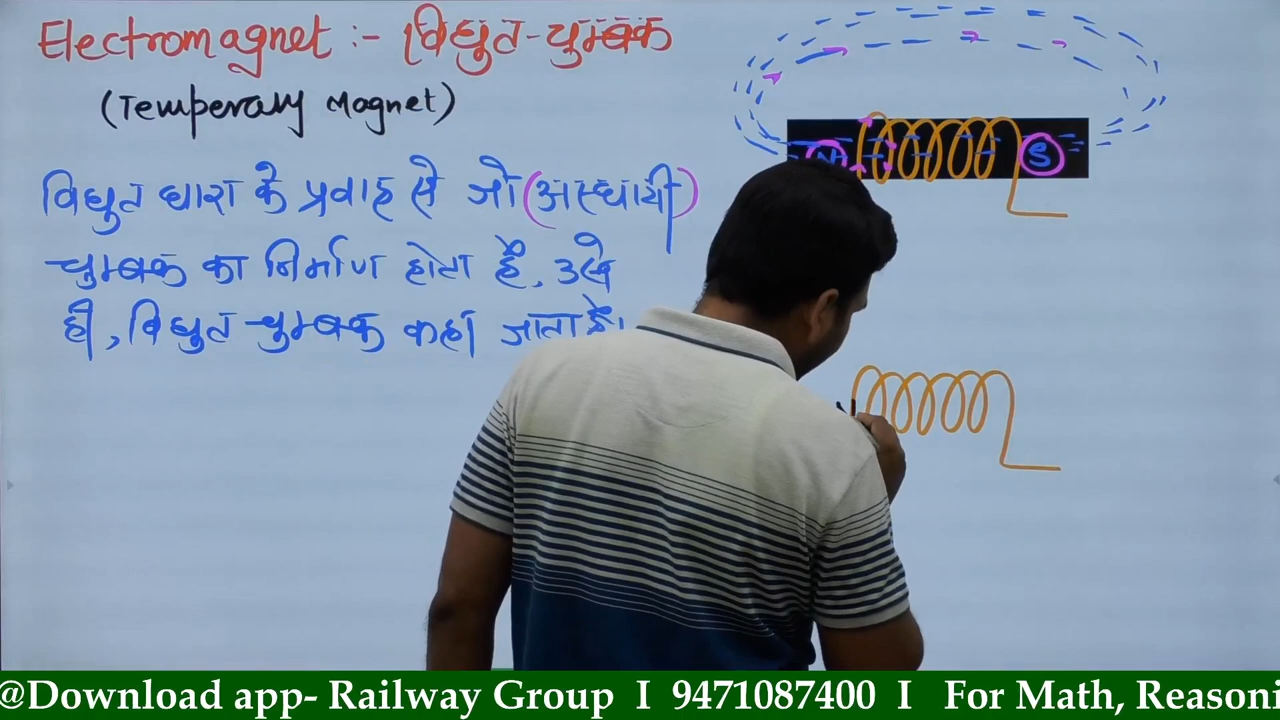 Electromagnet :- विद्युत-चुम्बक
(Temperary Magnet)
विद्युत धारा के प्रवाह से जो (अस्थायी)
चुम्बक का निर्माण होता है, उसे
ही, विद्युत-चुम्बक कहा जाता है।
N S
@Download app- Railway Group I 9471087400 I For Math, Reasoni